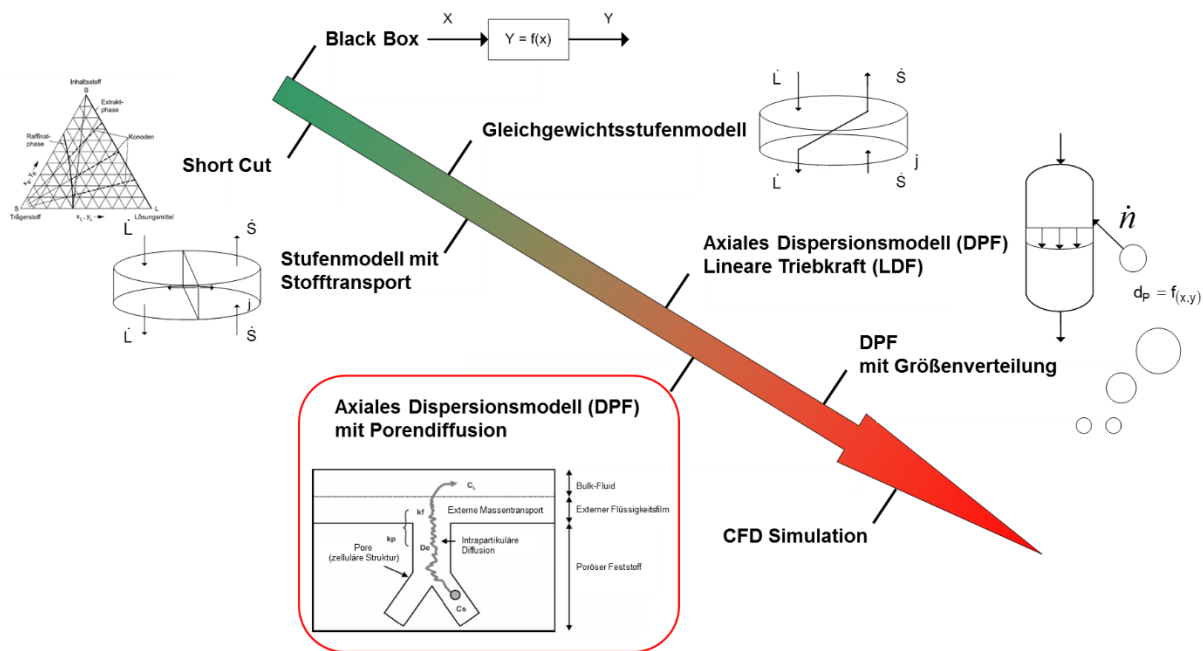 Black Box
X
Y = f(x)
Y
Inhaltsstoff
B
Extrakt-
phase
Raffinat-
phase
Konoden
S
L
Trägerstoff
Lösungsmittel
Short Cut
Gleichgewichtsstufenmodell
L̇
Ṡ
j
L̇
Ṡ
Stufenmodell mit
Stofftransport
L̇
Ṡ
j
L̇
Ṡ
Axiales Dispersionsmodell (DPF)
Lineare Triebkraft (LDF)
ṅ
dP = f(x,y)
DPF
mit Größenverteilung
Axiales Dispersionsmodell (DPF)
mit Porendiffusion
CL
Bulk-Fluid
kf
Externe Massentransport
Externer Flüssigkeitsfilm
kp
De
Intrapartikuläre
Diffusion
Pore
(zelluläre Struktur)
Poröser Feststoff
Cs
CFD Simulation